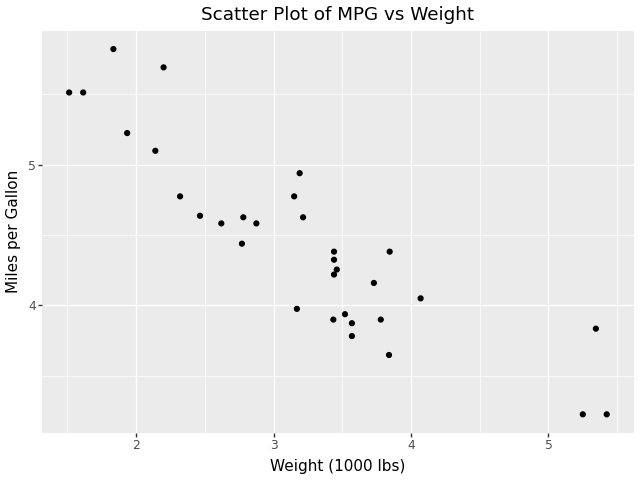 Scatter Plot of MPG vs Weight
5
4
Miles per Gallon
2 3 4 5
Weight (1000 lbs)